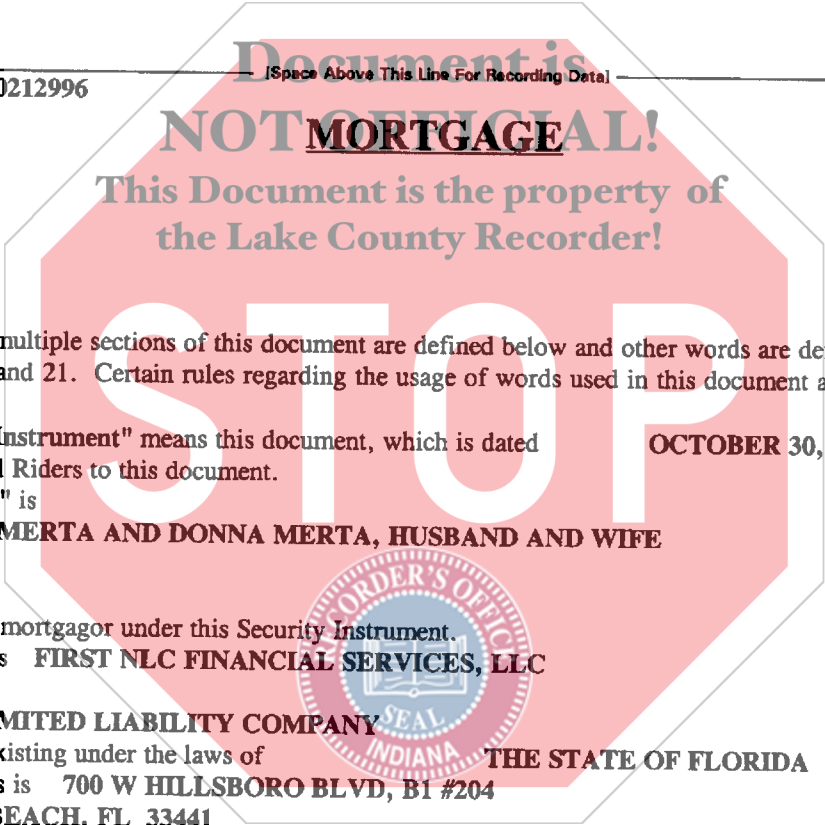 [Space Above This Line For Recording Data]
0212996
Document is
NOT OFFICIAL!
MORTGAGE
This Document is the property of
the Lake County Recorder!
STOP
multiple sections of this document are defined below and other words are de
and 21. Certain rules regarding the usage of words used in this document a
Instrument" means this document, which is dated OCTOBER 30,
Riders to this document.
" is
MERTA AND DONNA MERTA, HUSBAND AND WIFE
mortgagor under this Security Instrument.
s FIRST NLC FINANCIAL SERVICES, LLC
MITED LIABILITY COMPANY
xisting under the laws of THE STATE OF FLORIDA
s is 700 W HILLSBORO BLVD, B1 #204
BEACH, FL 33441
RECORDER'S OFFICE
SEAL
INDIANA